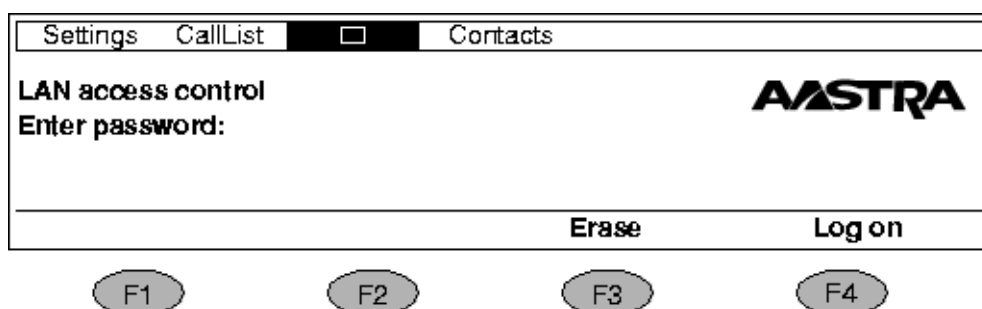 Settings CallList Contacts
LAN access control
AASTRA
Enter password:
Erase Log on
F1 F2 F3 F4